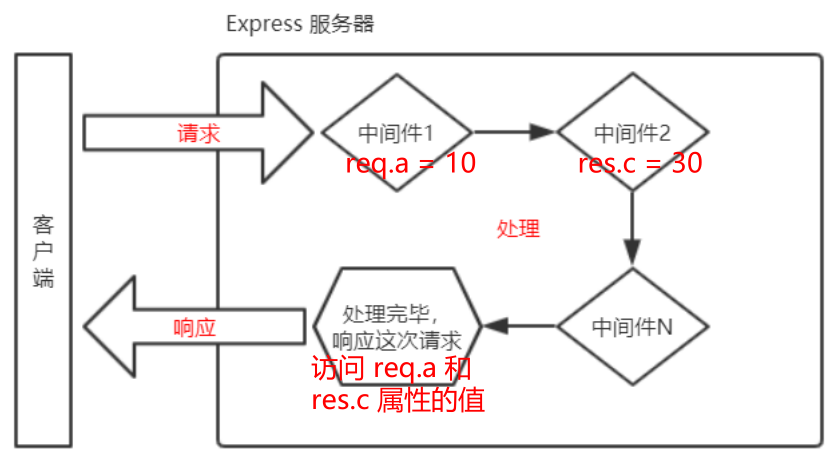 Express 服务器
客户端
请求
中间件1
req.a = 10
中间件2
res.c = 30
处理
中间件N
处理完毕，
响应这次请求
访问 req.a 和
res.c 属性的值
响应